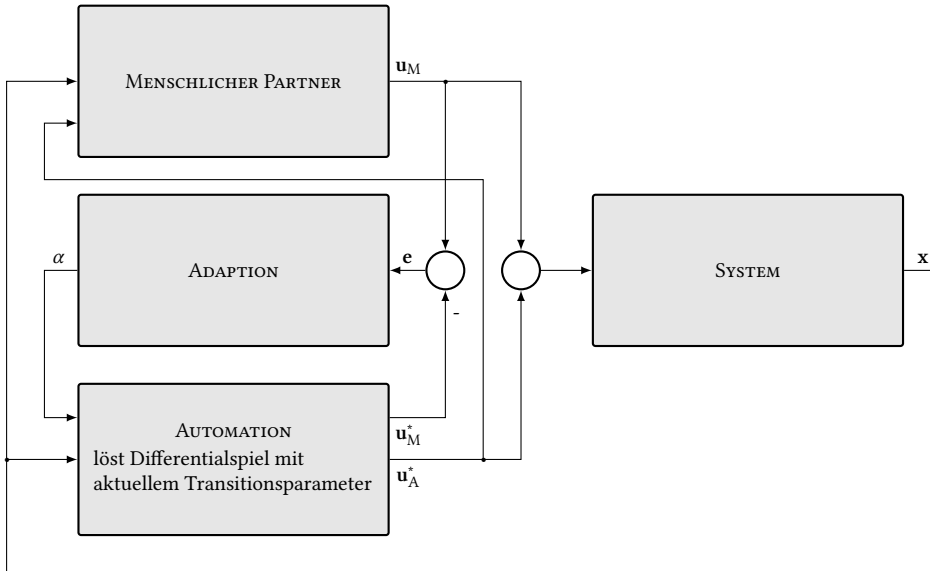 Menschlicher Partner
u_M
α
Adaption
e
-
System
x
Automation
löst Differentialspiel mit
aktuellem Transitionsparameter
u*_M
u*_A